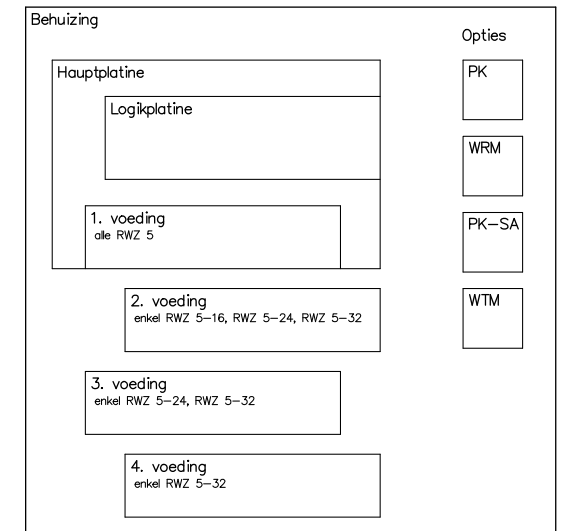 Behuizing
Opties
Hauptplatine
PK
Logikplatine
WRM
1. voeding
alle RWZ 5
PK-SA
2. voeding
enkel RWZ 5-16, RWZ 5-24, RWZ 5-32
WTM
3. voeding
enkel RWZ 5-24, RWZ 5-32
4. voeding
enkel RWZ 5-32